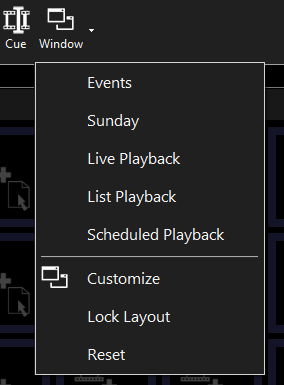 Cue Window
Events
Sunday
Live Playback
List Playback
Scheduled Playback
Customize
Lock Layout
Reset